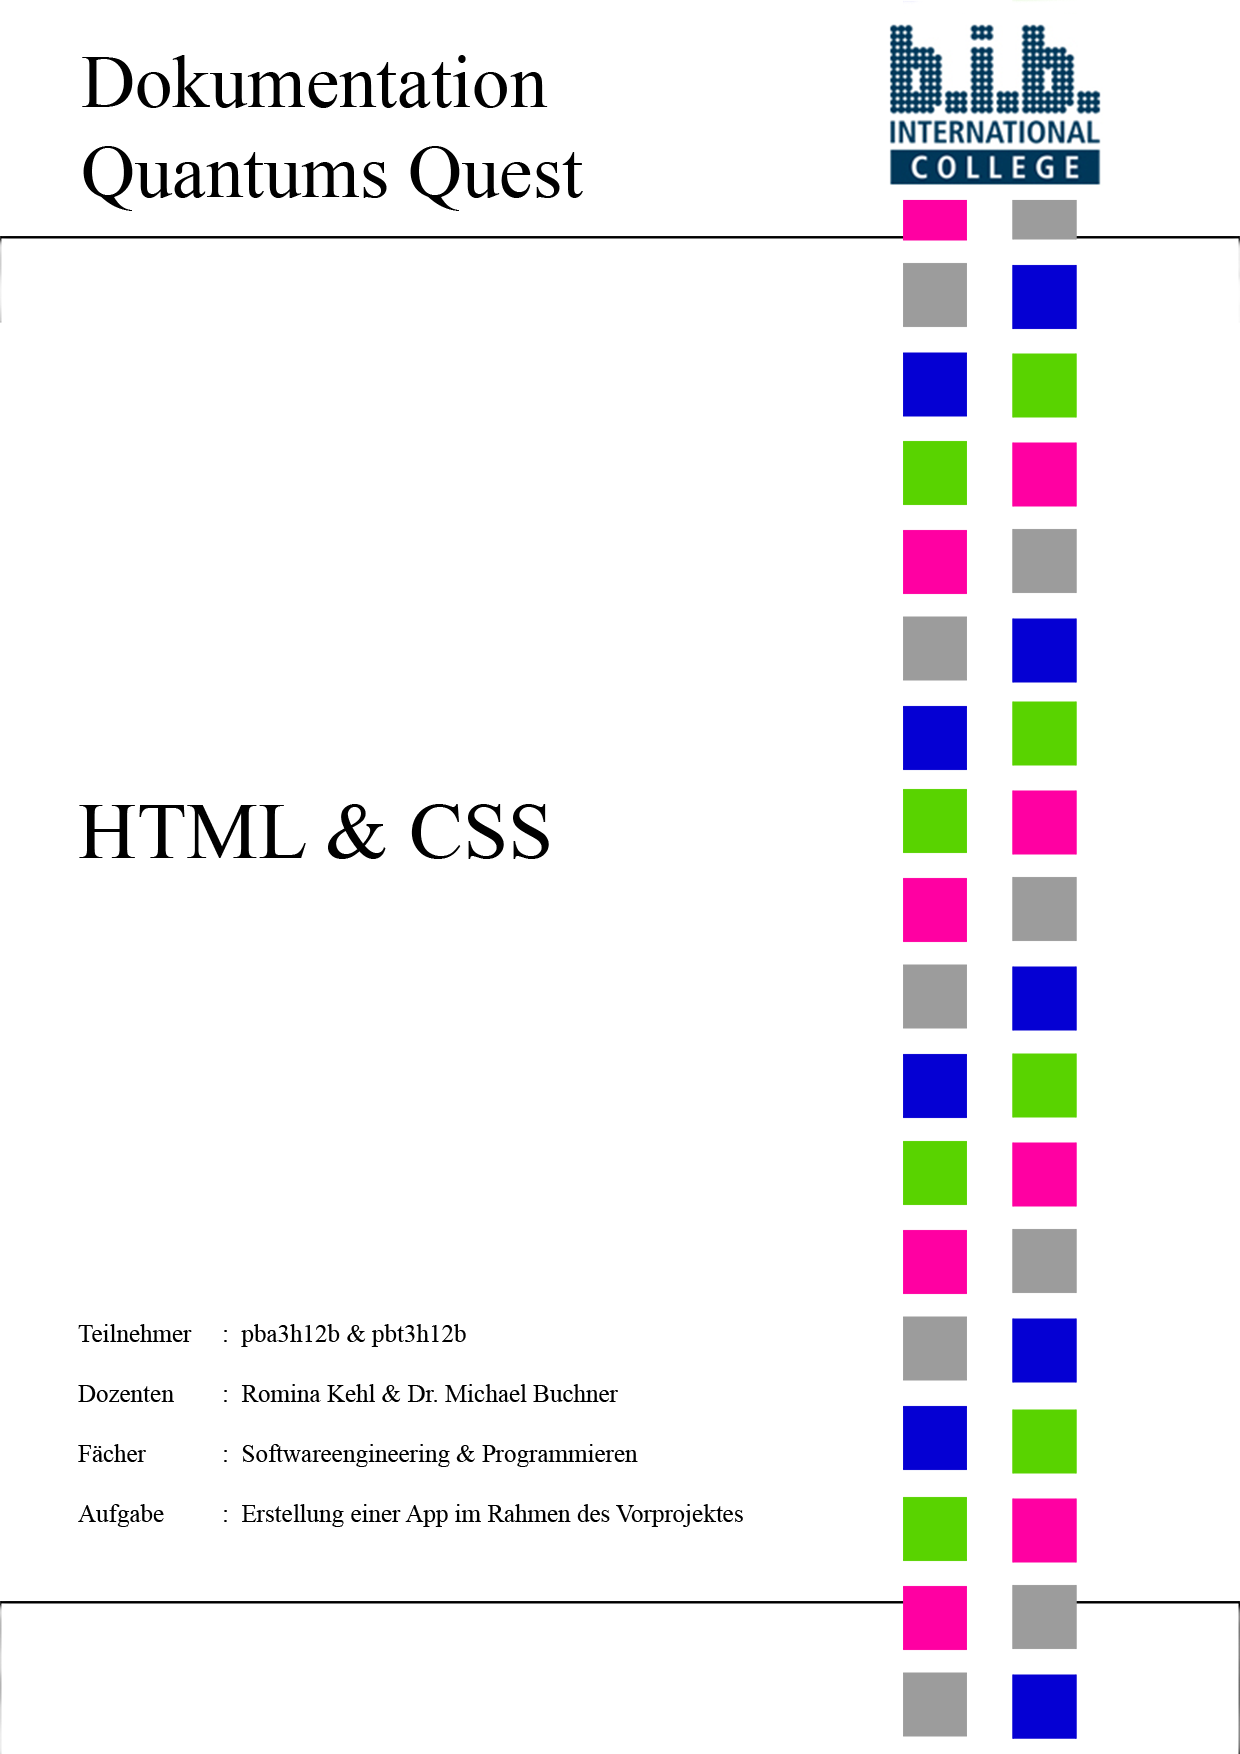 Dokumentation
Quantums Quest
b.i.b.
INTERNATIONAL
COLLEGE
HTML & CSS
Teilnehmer : pba3h12b & pbt3h12b
Dozenten : Romina Kehl & Dr. Michael Buchner
Fächer : Softwareengineering & Programmieren
Aufgabe : Erstellung einer App im Rahmen des Vorprojektes